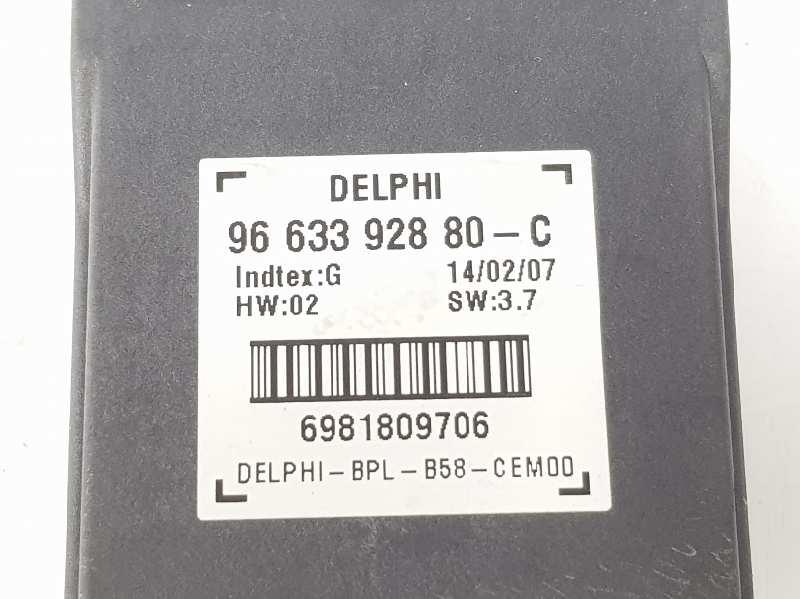 DELPHI
96 633 928 80-C
Indtex:G 14/02/07
HW:02 SW:3.7
6981809706
DELPHI-BPL-B58-CEM00